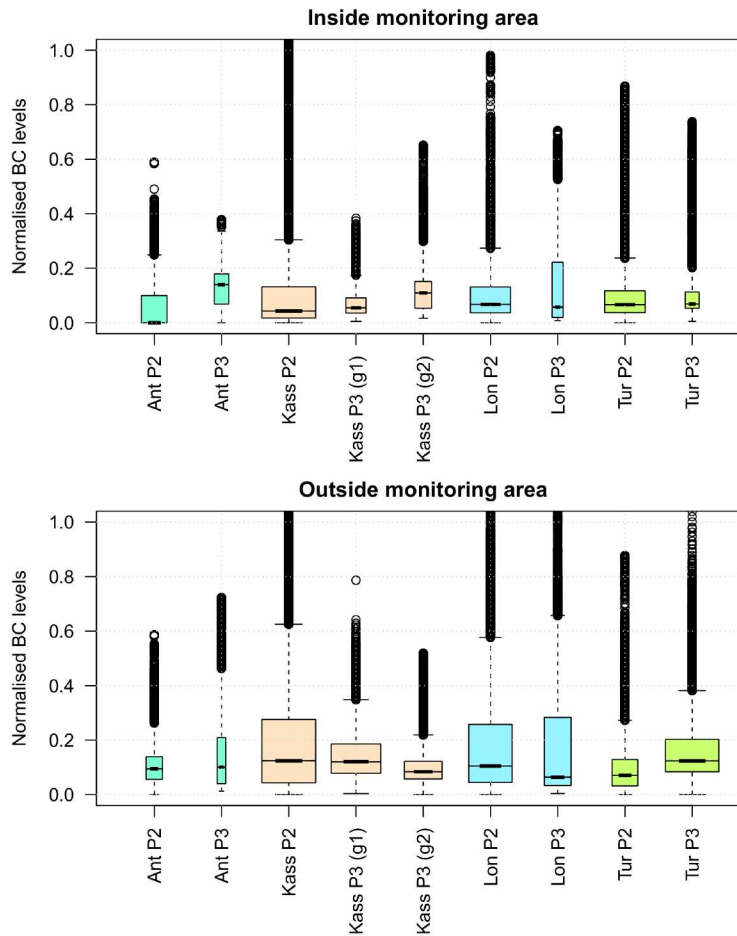 Inside monitoring area
Normalised BC levels
1.0
0.8
0.6
0.4
0.2
0.0
Ant P2
Ant P3
Kass P2
Kass P3 (g1)
Kass P3 (g2)
Lon P2
Lon P3
Tur P2
Tur P3
Outside monitoring area
Normalised BC levels
1.0
0.8
0.6
0.4
0.2
0.0
Ant P2
Ant P3
Kass P2
Kass P3 (g1)
Kass P3 (g2)
Lon P2
Lon P3
Tur P2
Tur P3